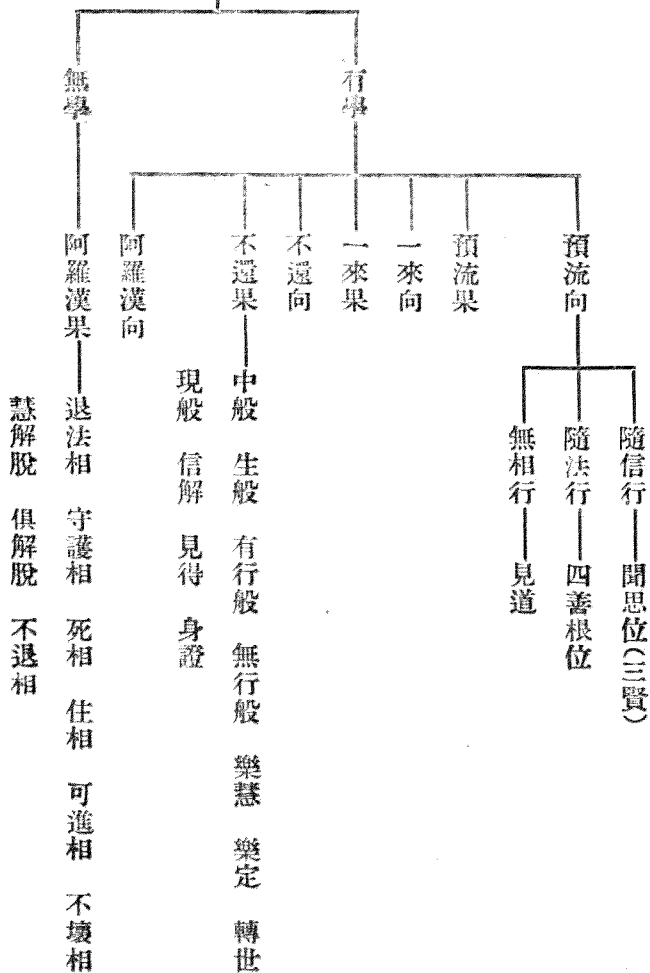 有學
預流向
隨信行
聞思位(三賢)
隨法行
四善根位
無相行
見道
預流果
一來向
一來果
不還向
不還果
中般 生般 有行般 無行般 樂慧 樂定 轉世
現般 信解 見得 身證
阿羅漢向
無學
阿羅漢果
退法相 守護相 死相 住相 可進相 不壞相
慧解脫 俱解脫 不退相